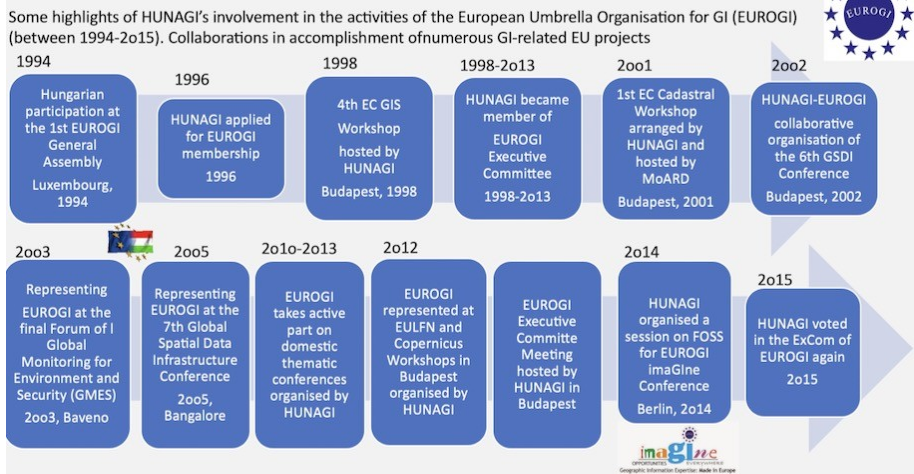 Some highlights of HUNAGI's involvement in the activities of the European Umbrella Organisation for GI (EUROGI)
(between 1994-2o15). Collaborations in accomplishment ofnumerous GI-related EU projects
EUROGI
1994
Hungarian
participation at
the 1st EUROGI
General
Assembly
Luxembourg,
1994
1996
HUNAGI applied
for EUROGI
membership
1996
1998
4th EC GIS
Workshop
hosted by
HUNAGI
Budapest, 1998
1998-2o13
HUNAGI became
member of
EUROGI
Executive
Committee
1998-2o13
2oo1
1st EC Cadastral
Workshop
arranged by
HUNAGI and
hosted by
MoARD
Budapest, 2001
2oo2
HUNAGI-EUROGI
collaborative
organisation of
the 6th GSDI
Conference
Budapest, 2002
2oo3
Representing
EUROGI at the
final Forum of l
Global
Monitoring for
Environment and
Security (GMES)
2oo3, Baveno
2oo5
Representing
EUROGI at the
7th Global
Spatial Data
Infrastructure
Conference
2oo5,
Bangalore
2o1o-2o13
EUROGI
takes active
part on
domestic
thematic
conferences
organised by
HUNAGI
2o12
EUROGI
represented at
EULFN and
Copernicus
Workshops in
Budapest
organised by
HUNAGI
EUROGI
Executive
Committe
Meeting
hosted by
HUNAGI in
Budapest
2o14
HUNAGI
organised a
session on FOSS
for EUROGI
imaGIne
Conference
Berlin, 2o14
imagIne
OPPORTUNITIES EVERYWHERE
Geographic Information Expertise: Made in Europe
2o15
HUNAGI voted
in the ExCom of
EUROGI again
2o15